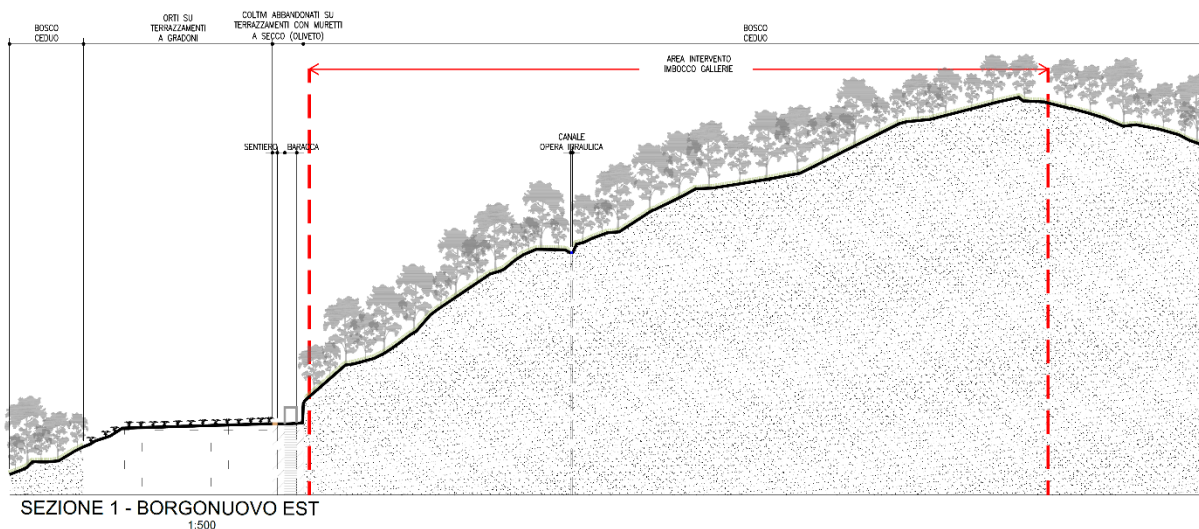 BOSCO
CEDUO
ORTI SU
TERRAZZAMENTI
A GRADONI
COLTIVI ABBANDONATI SU
TERRAZZAMENTI CON MURETTI
A SECCO (OLIVETO)
BOSCO
CEDUO
AREA INTERVENTO
IMBOCCO GALLERIE
SENTIERO
BARACCA
CANALE
OPERA IDRAULICA
SEZIONE 1 - BORGONUOVO EST
1:500